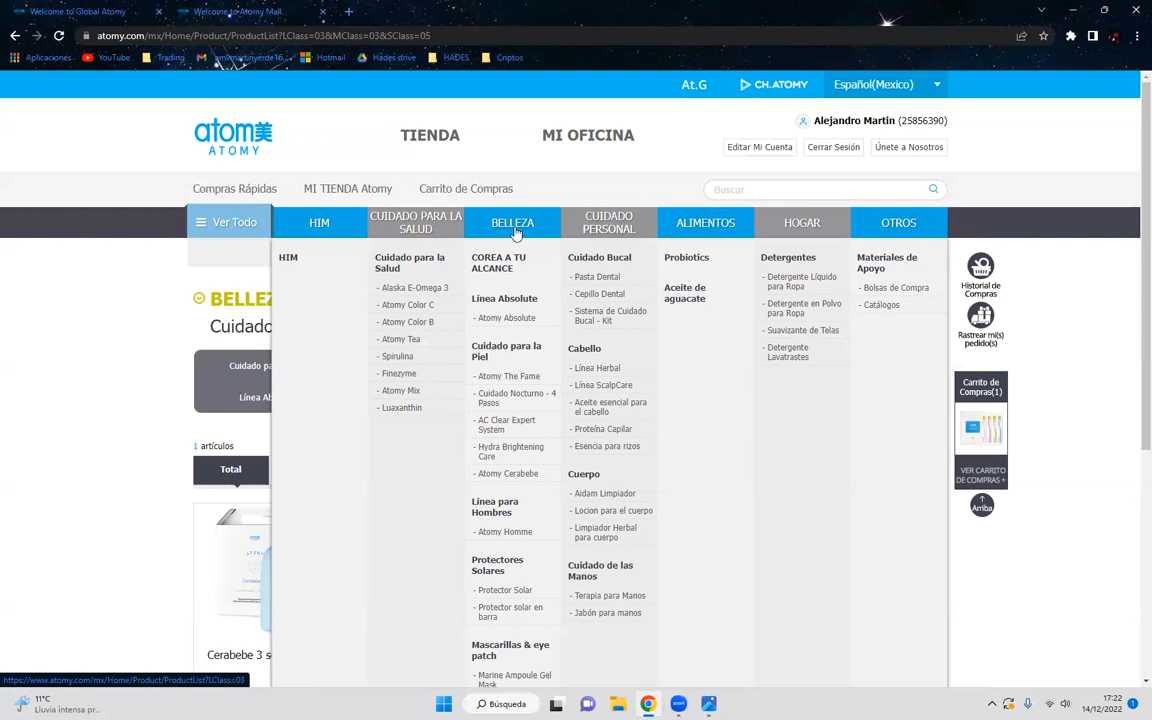 Welcome to Global Atomy
Welcome to Atomy Mall
atomy.com/mx/Home/Product/ProductList?LClass=03&MClass=03&SClass=05
Aplicaciones
YouTube
Trading
Hotmail
Hades drive
HADES
Criptos
At.G
CH.ATOMY
Español(Mexico)
atom美
ATOMY
TIENDA
MI OFICINA
Alejandro Martin (25856390)
Editar Mi Cuenta
Cerrar Sesión
Únete a Nosotros
Compras Rápidas
MI TIENDA Atomy
Carrito de Compras
Buscar
Ver Todo
HIM
CUIDADO PARA LA
SALUD
BELLEZA
CUIDADO
PERSONAL
ALIMENTOS
HOGAR
OTROS
HIM
Cuidado para la
Salud
- Alaska E-Omega 3
- Atomy Color C
- Atomy Color B
- Atomy Tea
- Spirulina
- Finezyme
- Atomy Mix
- Luaxanthin
COREA A TU
ALCANCE
Línea Absolute
- Atomy Absolute
Cuidado para la
Piel
- Atomy The Fame
- Cuidado Nocturno - 4
Pasos
- AC Clear Expert
System
- Hydra Brightening
Care
- Atomy Cerabebe
Línea para
Hombres
- Atomy Homme
Protectores
Solares
- Protector Solar
- Protector solar en
barra
Mascarillas & eye
patch
- Marine Ampoule Gel
Mask
Cuidado Bucal
- Pasta Dental
- Cepillo Dental
- Sistema de Cuidado
Bucal - Kit
Cabello
- Línea Herbal
- Línea ScalpCare
- Aceite esencial para
el cabello
- Proteína Capilar
- Esencia para rizos
Cuerpo
- Aidam Limpiador
- Locion para el cuerpo
- Limpiador Herbal
para cuerpo
Cuidado de las
Manos
- Terapia para Manos
- Jabón para manos
Probiotics
Aceite de
aguacate
Detergentes
- Detergente Líquido
para Ropa
- Detergente en Polvo
para Ropa
- Suavizante de Telas
- Detergente
Lavatrastes
Materiales de
Apoyo
- Bolsas de Compra
- Catálogos
Historial de
Compras
Rastrear mi(s)
pedido(s)
Carrito de
Compras(1)
VER CARRITO
DE COMPRAS +
Arriba
BELLEZ
Cuidado
Cuidado pa
Línea Ab
1 artículos
Total
Cerabebe 3 s
https://www.atomy.com/mx/Home/Product/ProductList?LClass=03
11°C
Lluvia intensa pr...
Búsqueda
zoom
17:22
14/12/2022
1